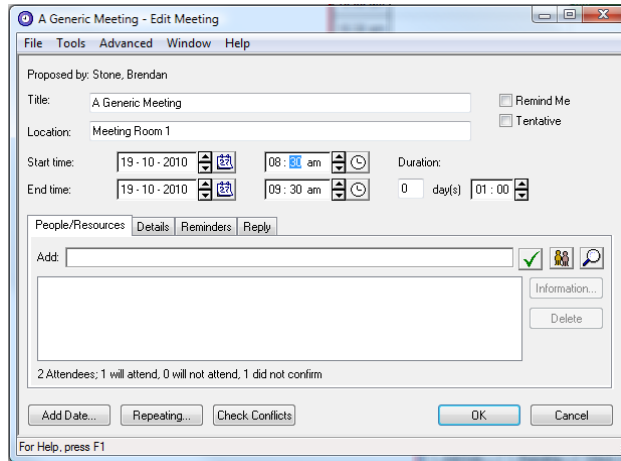 A Generic Meeting - Edit Meeting
File Tools Advanced Window Help
Proposed by: Stone, Brendan
Title: A Generic Meeting Remind Me
Location: Meeting Room 1 Tentative
Start time: 19-10-2010 08:30 am Duration:
End time: 19-10-2010 09:30 am 0 day(s) 01:00
People/Resources Details Reminders Reply
Add:
Information...
Delete
2 Attendees; 1 will attend, 0 will not attend, 1 did not confirm
Add Date... Repeating... Check Conflicts OK Cancel
For Help, press F1